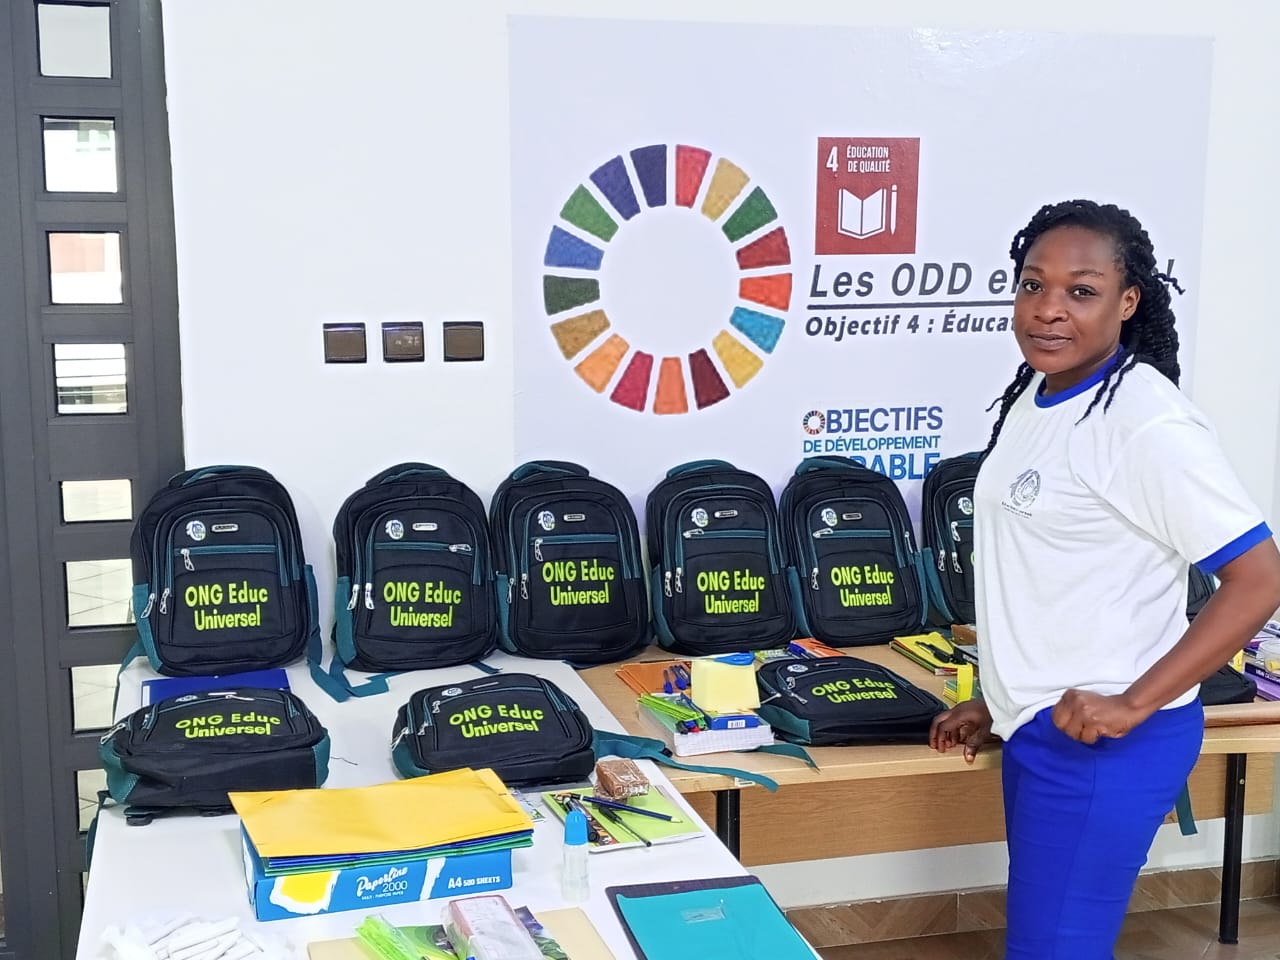 4 ÉDUCATION
DE QUALITÉ
Les ODD
Objectif 4 :
OBJECTIFS
DE DÉVELOPPEMENT
ONG Educ
Universel
ONG Educ
Universel
ONG Educ
Universel
ONG Educ
Universel
ONG Educ
Universel
ONG Educ
Universel
ONG Educ
Universel
ONG Educ
Universel
Paperline
2000
A4 500 SHEETS